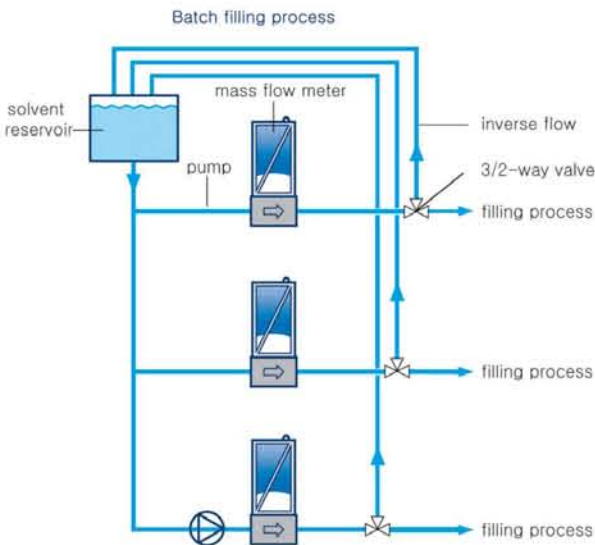 Batch filling process
mass flow meter
solvent
reservoir
inverse flow
pump
3/2-way valve
filling process
filling process
filling process